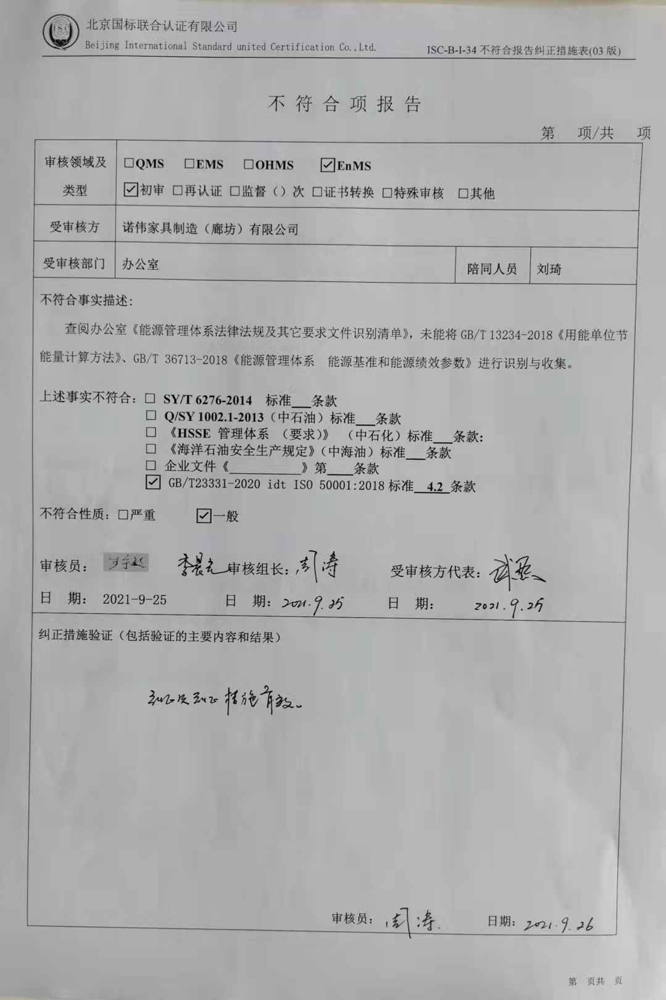 北京国标联合认证有限公司
Beijing International Standard united Certification Co.,Ltd.
ISC-B-I-34 不符合报告纠正措施表(03 版)
不符合项报告
第 项/共 项
审核领域及类型
□QMS □EMS □OHMS ☑EnMS
☑初审 □再认证 □监督（）次 □证书转换 □特殊审核 □其他
受审核方 诺伟家具制造（廊坊）有限公司
受审核部门 办公室 陪同人员 刘琦
不符合事实描述:
查阅办公室《能源管理体系法律法规及其它要求文件识别清单》，未能将 GB/T 13234-2018《用能单位节
能量计算方法》、GB/T 36713-2018《能源管理体系 能源基准和能源绩效参数》进行识别与收集。
上述事实不符合：□ SY/T 6276-2014 标准___条款
□ Q/SY 1002.1-2013（中石油）标准___条款
□ 《HSSE 管理体系 （要求）》（中石化）标准___条款:
□ 《海洋石油安全生产规定》（中海油）标准___条款
□ 企业文件《__________》第____条款
☑ GB/T23331-2020 idt ISO 50001:2018 标准 4.2 条款
不符合性质：□严重 ☑一般
审核员： 李晨光 审核组长：周涛 受审核方代表：
日 期： 2021-9-25 日 期：2021.9.25 日 期： 2021.9.25
纠正措施验证（包括验证的主要内容和结果）
纠正及纠正措施有效。
审核员：周涛. 日期：2021.9.26
第 页共 页